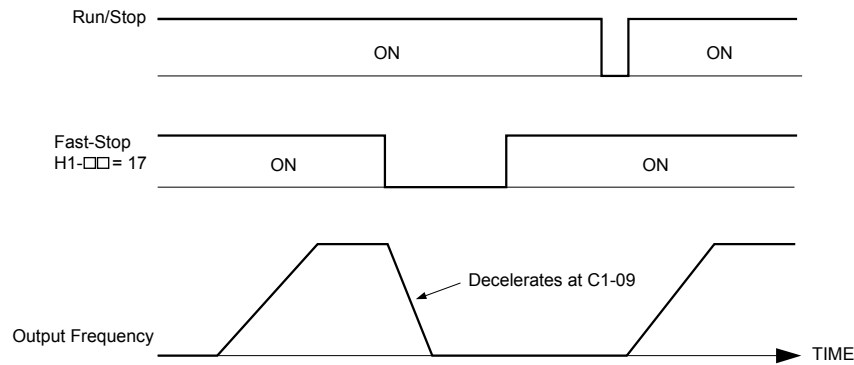 Run/Stop
ON
ON
Fast-Stop
H1-□□= 17
ON
ON
Decelerates at C1-09
Output Frequency
TIME